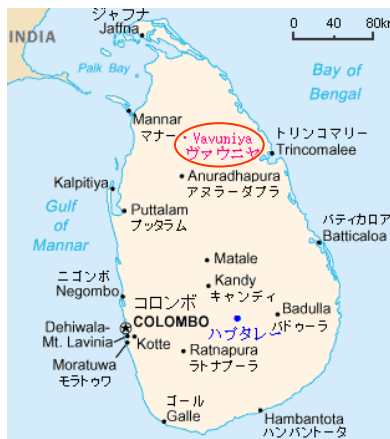 ジャフナ
Jaffna
0 40 80km
INDIA
Palk Bay
Bay of
Bengal
Mannar
マナー
Vavuniya
ヴァウニヤ
トリンコマリー
Trincomalee
Anuradhapura
アヌラーダプラ
Kalpitiya
Gulf
of
Mannar
Puttalam
プッタラム
バティカロア
Batticaloa
Matale
ニゴンボ
Negombo
Kandy
キャンディ
コロンボ
COLOMBO
Badulla
バドゥーラ
ハプタレー
Dehiwala-
Mt. Lavinia
Kotte
Moratuwa
モラトゥワ
Ratnapura
ラトナプーラ
ゴール
Galle
Hambantota
ハンバントータ